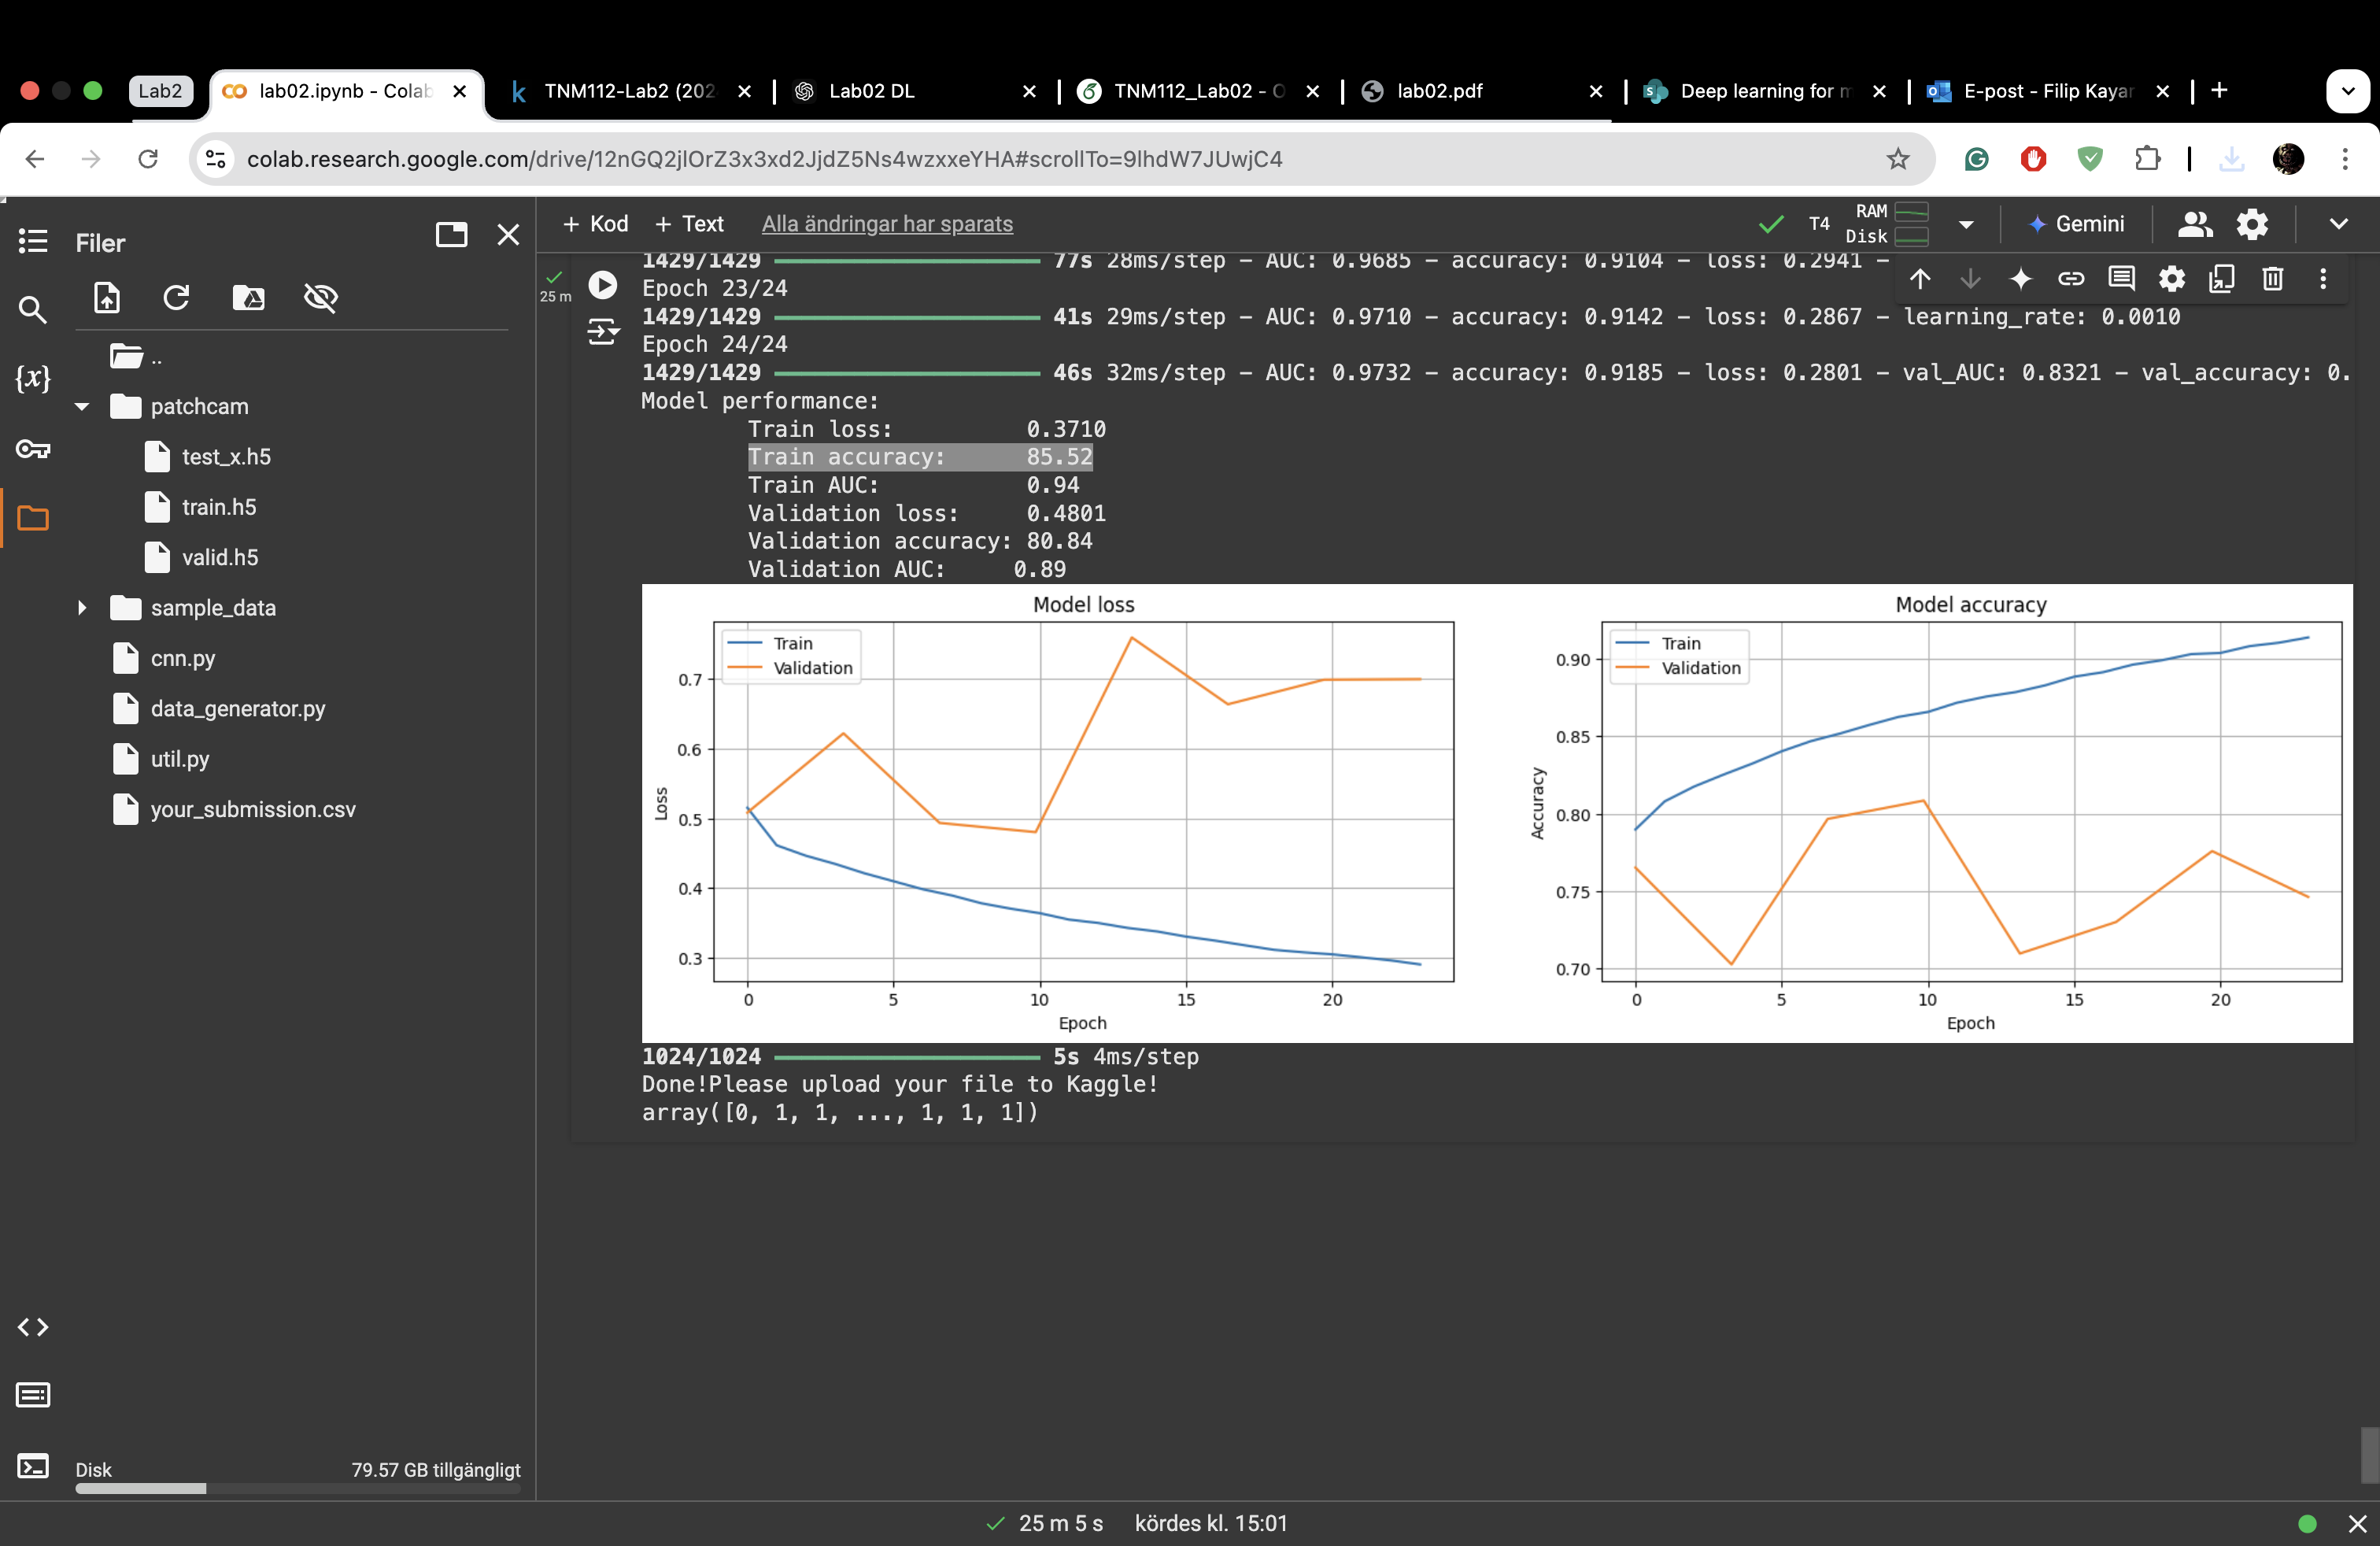 Lab2
lab02.ipynb - Colab
TNM112-Lab2 (202
Lab02 DL
TNM112_Lab02 - O
lab02.pdf
Deep learning for m
E-post - Filip Kayar
colab.research.google.com/drive/12nGQ2jlOrZ3x3xd2JjdZ5Ns4wzxxeYHA#scrollTo=9lhdW7JUwjC4
Filer
+ Kod + Text Alla ändringar har sparats
T4
RAM
Disk
Gemini
..
patchcam
test_x.h5
train.h5
valid.h5
sample_data
cnn.py
data_generator.py
util.py
your_submission.csv
Disk 79.57 GB tillgängligt
25 m
1429/1429 77s 28ms/step - AUC: 0.9685 - accuracy: 0.9104 - loss: 0.2941 -
Epoch 23/24
1429/1429 41s 29ms/step - AUC: 0.9710 - accuracy: 0.9142 - loss: 0.2867 - learning_rate: 0.0010
Epoch 24/24
1429/1429 46s 32ms/step - AUC: 0.9732 - accuracy: 0.9185 - loss: 0.2801 - val_AUC: 0.8321 - val_accuracy: 0.
Model performance:
Train loss: 0.3710
Train accuracy: 85.52
Train AUC: 0.94
Validation loss: 0.4801
Validation accuracy: 80.84
Validation AUC: 0.89
Model loss
Train
Validation
0.7
0.6
0.5
0.4
0.3
Loss
0 5 10 15 20
Epoch
Model accuracy
Train
Validation
0.90
0.85
0.80
0.75
0.70
Accuracy
0 5 10 15 20
Epoch
1024/1024 5s 4ms/step
Done!Please upload your file to Kaggle!
array([0, 1, 1, ..., 1, 1, 1])
25 m 5 s kördes kl. 15:01